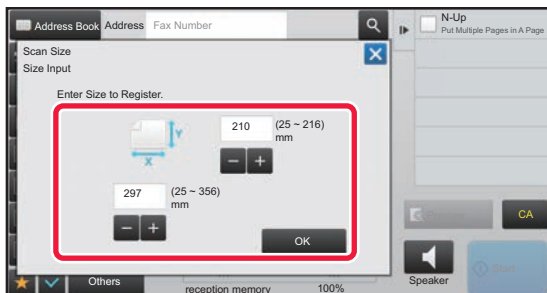 Address Book Address Fax Number
N-Up
Put Multiple Pages in A Page
Scan Size
Size Input
Enter Size to Register.
Y
X
210 (25 ~ 216)
mm
297 (25 ~ 356)
mm
OK
CA
Speaker
Start
Others
reception memory 100%